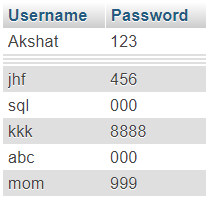 Username Password
Akshat 123
jhf 456
sql 000
kkk 8888
abc 000
mom 999